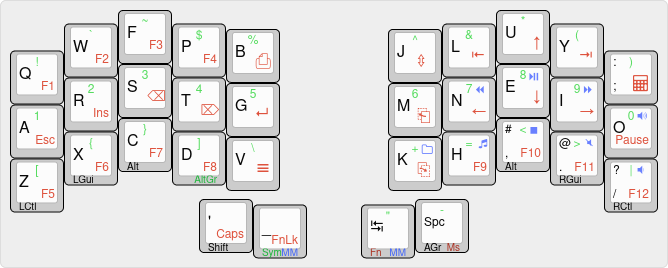 !
Q F1
`
W F2
~
F F3
$
P F4
%
B
^
J ⇳
&
L ⇤
*
U ↑
(
Y ⇥
: )
;
1
A Esc
2
R Ins
3
S ⌫
4
T ⌦
5
G ↵
6
M
7 ⏪
N ←
8 ⏯
E ↓
9 ⏩
I →
0 🔊
O Pause
[
Z F5
LCtl
{
X F6
LGui
}
C F7
Alt
]
D F8
AltGr
\
V ≡
+
K
= 🎵
H F9
# < ⏹
, F10
Alt
@ > 🔇
. F11
RGui
? | 🔈
/ F12
RCtl
'
Caps
Shift
_ FnLk
Sym MM
"
↹
Fn MM
-
Spc
AGr Ms